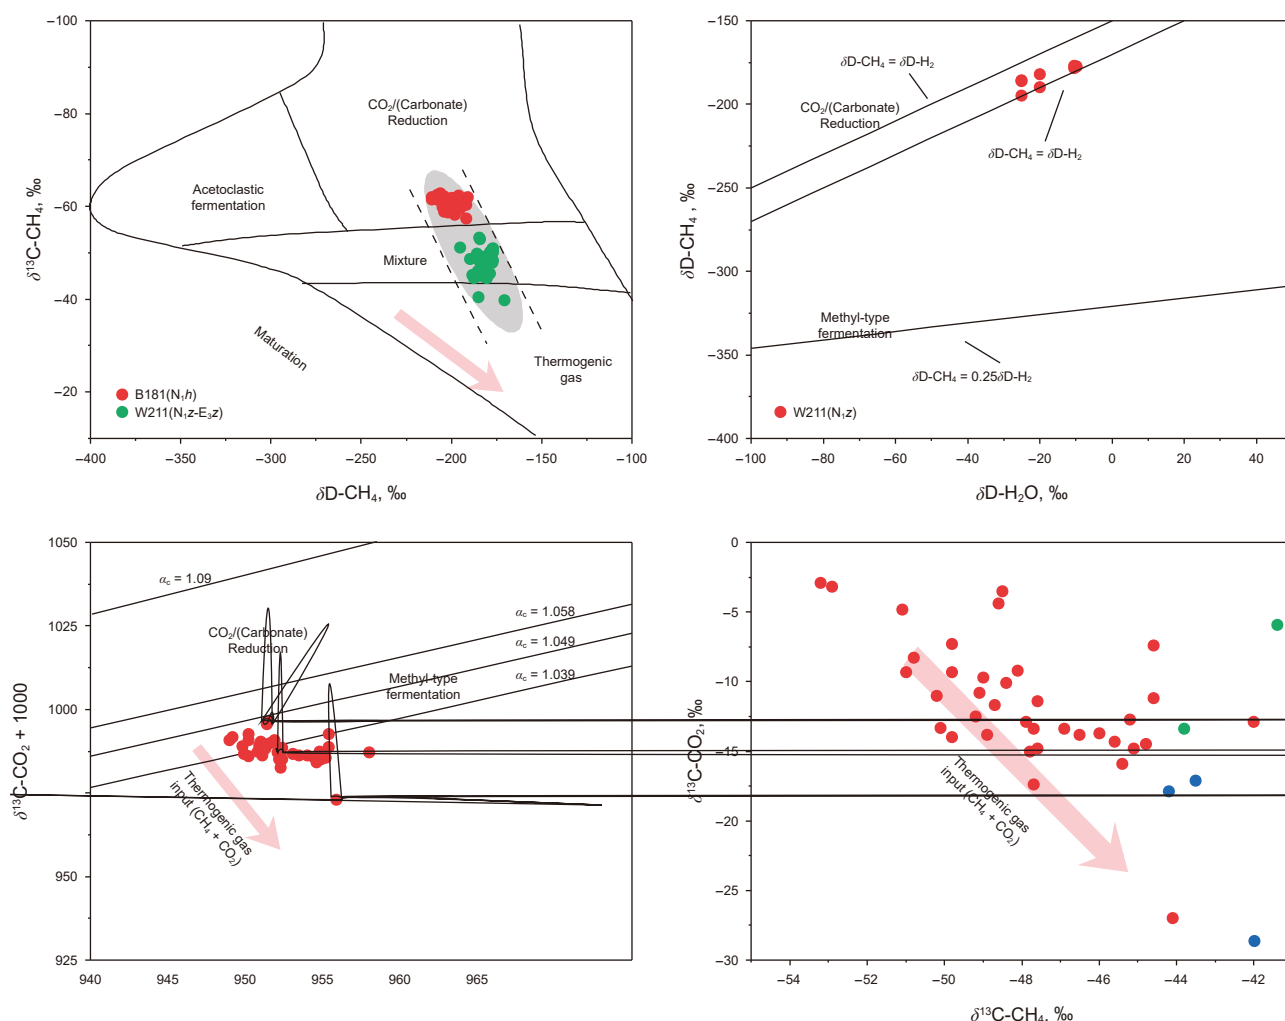 −100
−80
−60
−40
−20
δ¹³C-CH₄, ‰
CO₂/(Carbonate)
Reduction
Acetoclastic
fermentation
Mixture
Maturation
Thermogenic
gas
B181(N₁h)
W211(N₁z-E₃z)
−400
−350
−300
−250
−200
−150
−100
δD-CH₄, ‰
−150
−200
−250
−300
−350
−400
δD-CH₄, ‰
δD-CH₄ = δD-H₂
CO₂/(Carbonate)
Reduction
δD-CH₄ = δD-H₂
Methyl-type
fermentation
δD-CH₄ = 0.25δD-H₂
W211(N₁z)
−100
−80
−60
−40
−20
0
20
40
δD-H₂O, ‰
1050
1025
1000
950
925
δ¹³C-CO₂ + 1000
α꜀ = 1.09
CO₂/(Carbonate)
Reduction
α꜀ = 1.058
α꜀ = 1.049
α꜀ = 1.039
Methyl-type
fermentation
Thermogenic gas
input (CH₄ + CO₂)
940
945
950
955
960
965
0
−5
−10
−15
−20
−25
−30
δ¹³C-CO₂, ‰
Thermogenic gas
input (CH₄ + CO₂)
−54
−52
−50
−48
−46
−44
−42
δ¹³C-CH₄, ‰